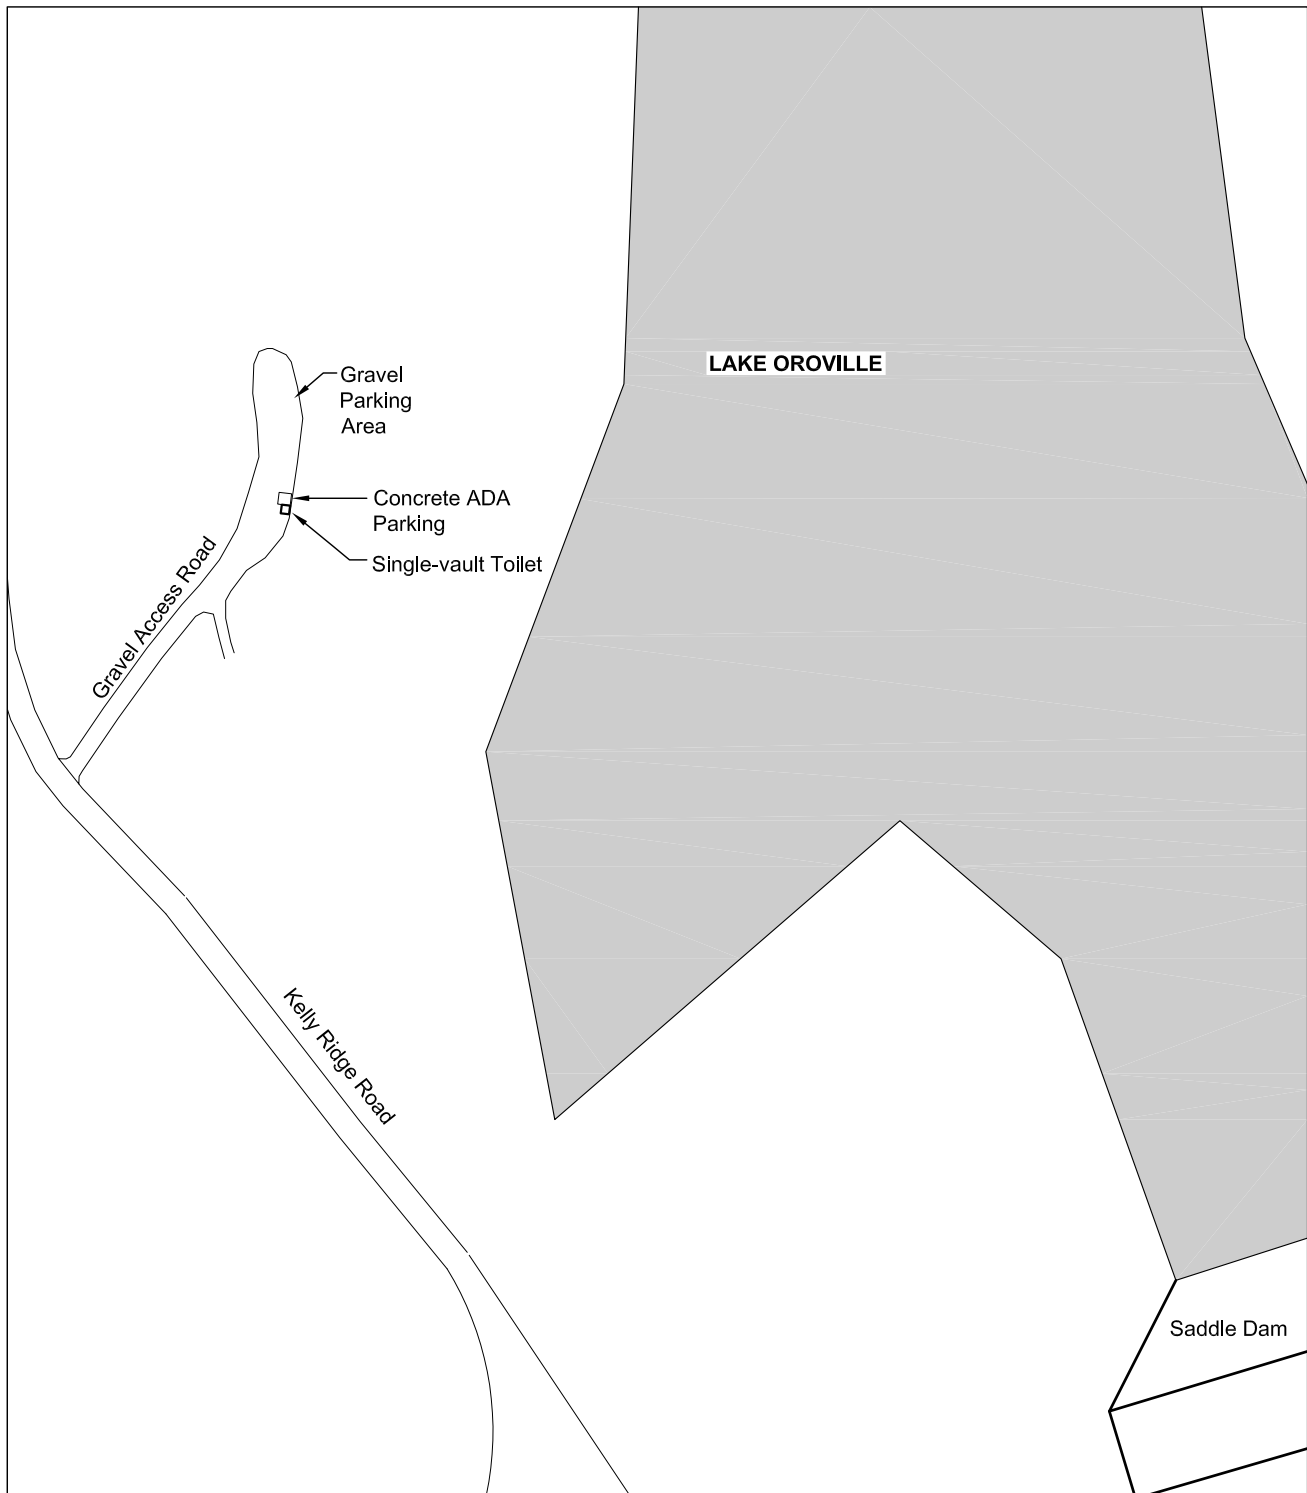 LAKE OROVILLE
Gravel
Parking
Area
Concrete ADA
Parking
Single-vault Toilet
Gravel Access Road
Kelly Ridge Road
Saddle Dam